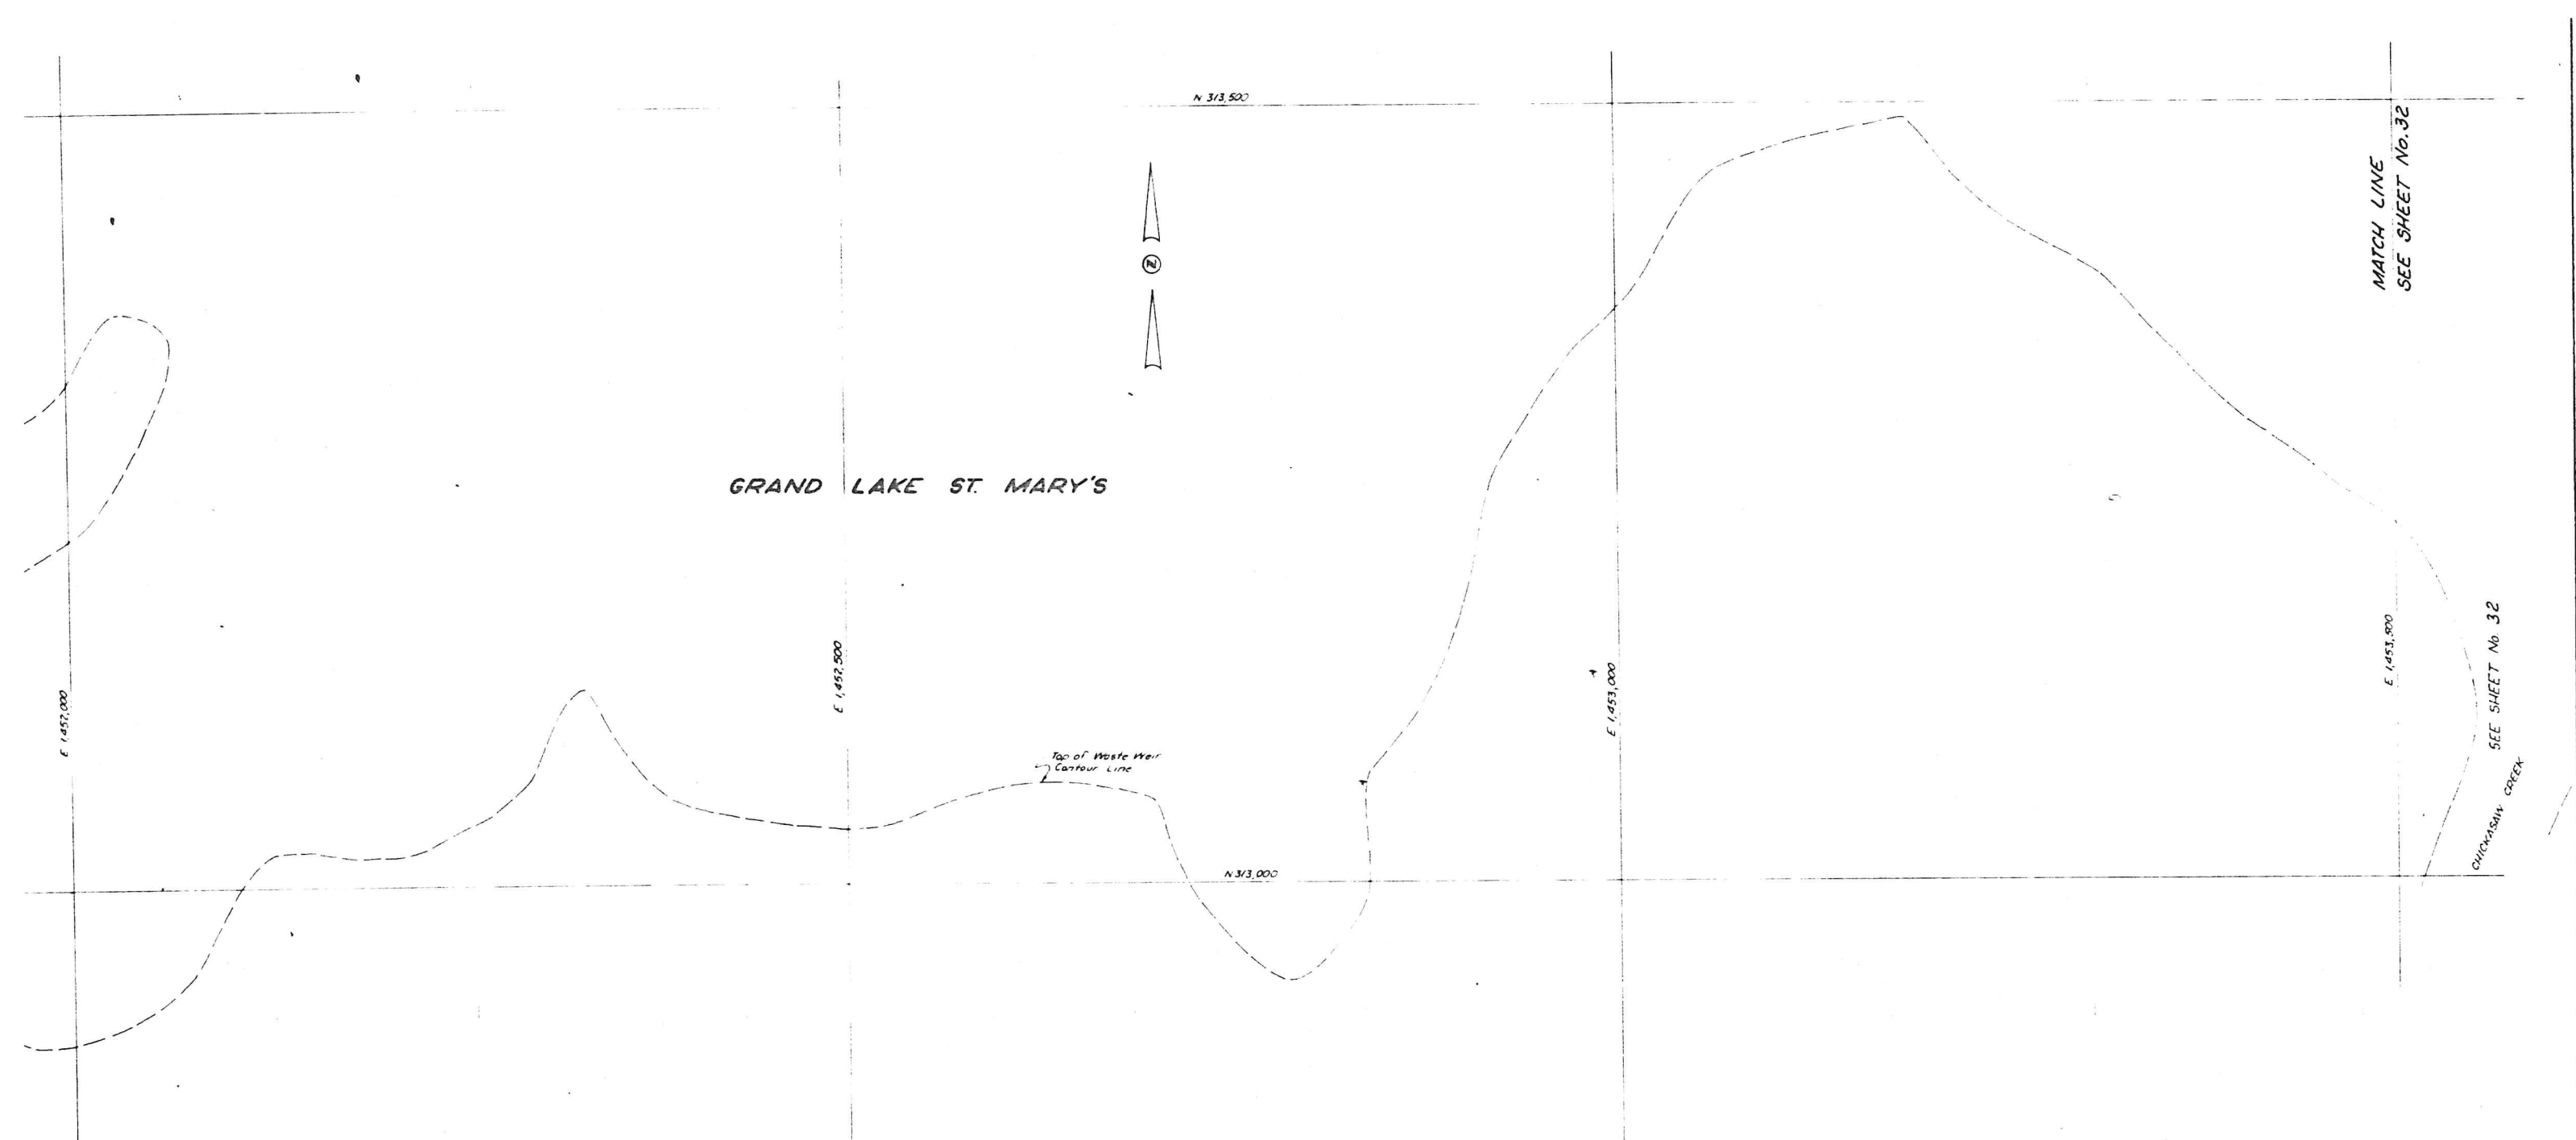 N 313,500
MATCH LINE
SEE SHEET No. 32
N
GRAND LAKE ST. MARY'S
E 1,452,000
E 1,452,500
E 1,453,000
E 1,453,500
SEE SHEET No. 32
Top of Waste Weir
Contour Line
CHICKASAW CREEK
N 313,000